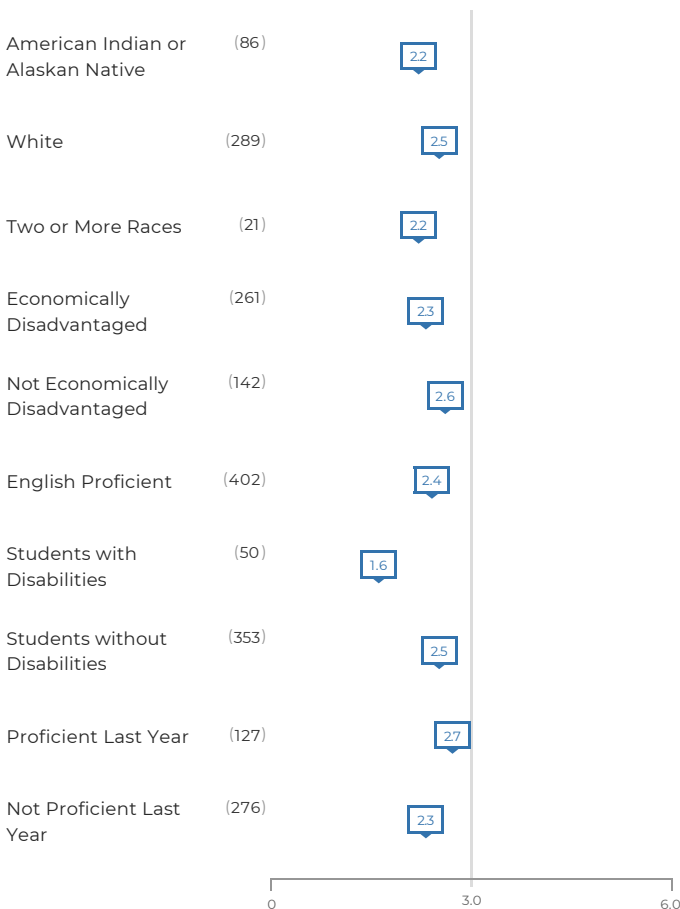 American Indian or (86)
Alaskan Native
2.2
White (289) 2.5
Two or More Races (21) 2.2
Economically (261)
Disadvantaged
2.3
Not Economically (142)
Disadvantaged
2.6
English Proficient (402) 2.4
Students with (50)
Disabilities
1.6
Students without (353)
Disabilities
2.5
Proficient Last Year (127) 2.7
Not Proficient Last (276)
Year
2.3
0 3.0 6.0